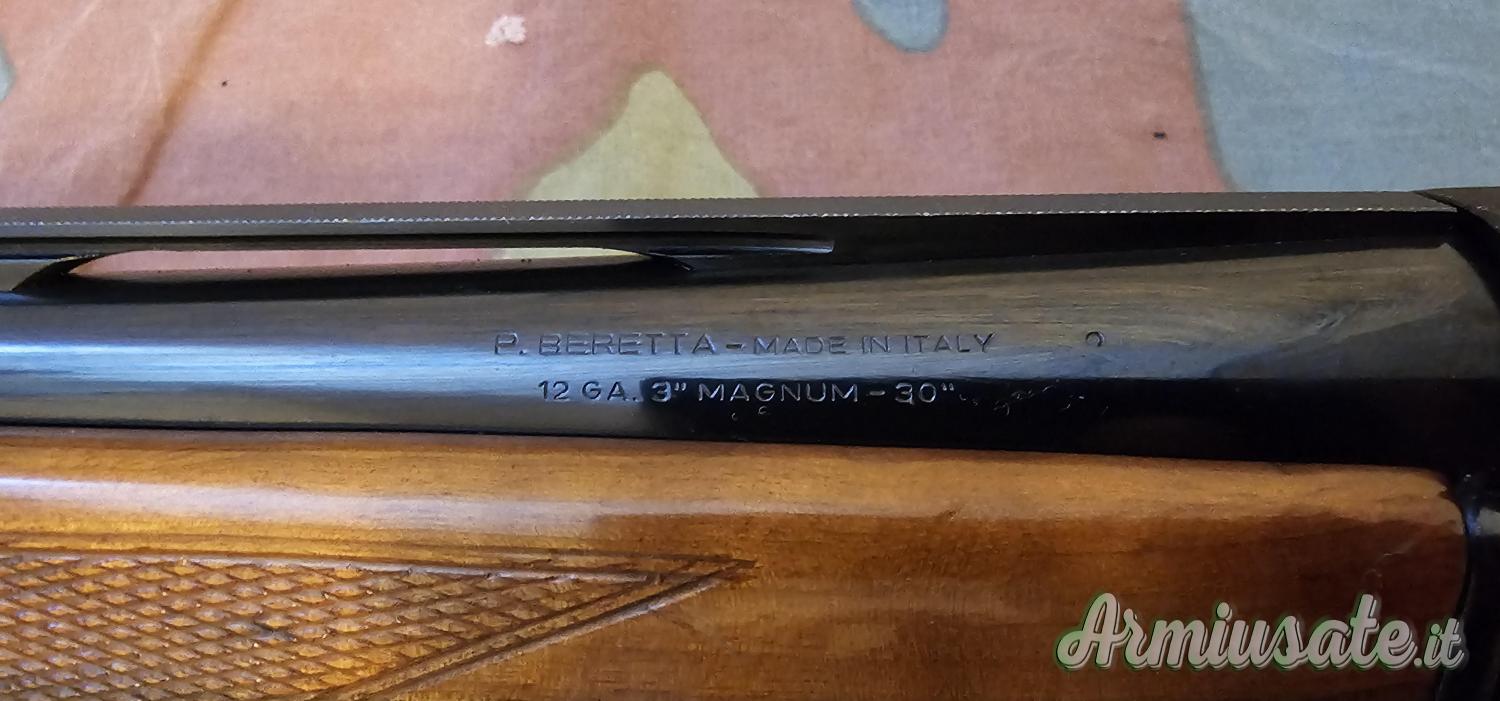 P. BERETTA - MADE IN ITALY
12 GA. 3" MAGNUM - 30"
Armiusate.it